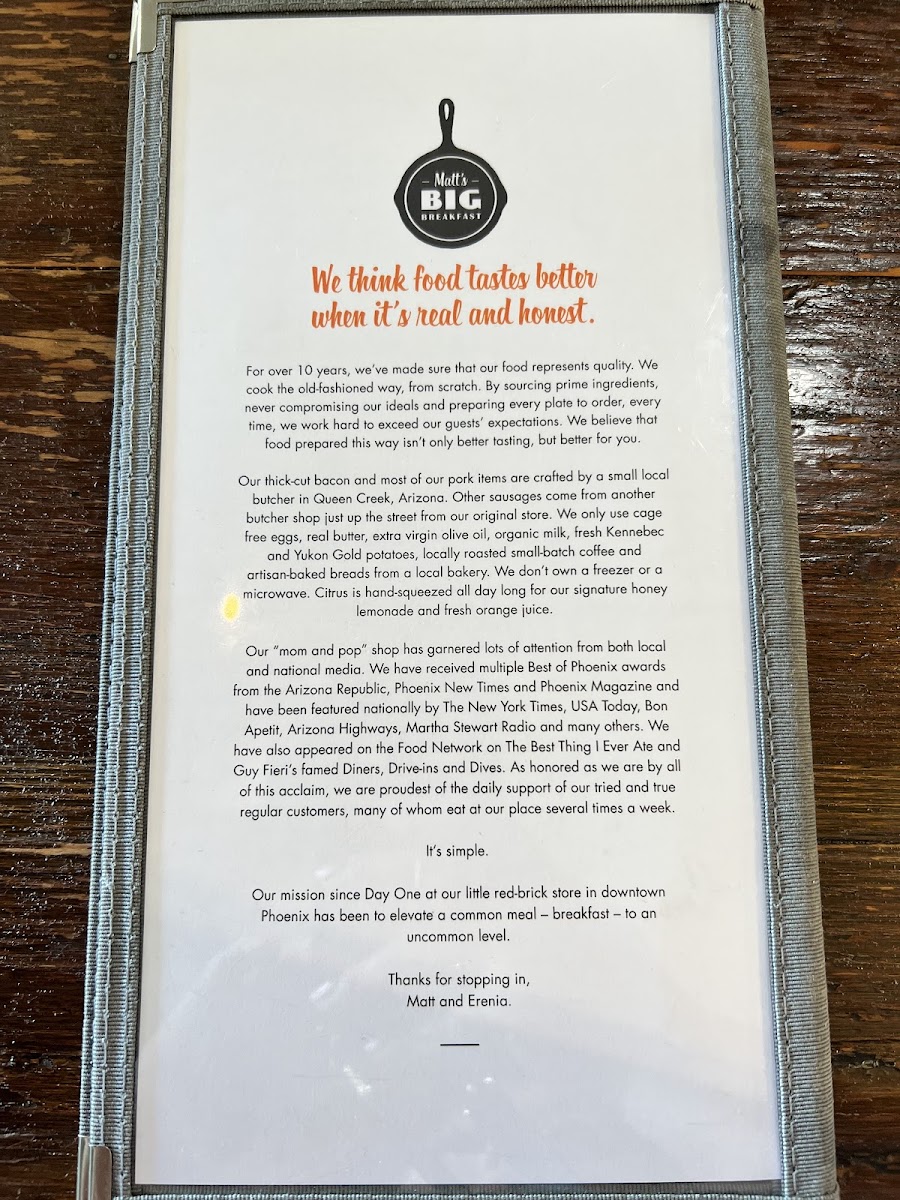 – Matt's –
BIG
BREAKFAST
We think food tastes better
when it's real and honest.
For over 10 years, we've made sure that our food represents quality. We
cook the old-fashioned way, from scratch. By sourcing prime ingredients,
never compromising our ideals and preparing every plate to order, every
time, we work hard to exceed our guests' expectations. We believe that
food prepared this way isn't only better tasting, but better for you.
Our thick-cut bacon and most of our pork items are crafted by a small local
butcher in Queen Creek, Arizona. Other sausages come from another
butcher shop just up the street from our original store. We only use cage
free eggs, real butter, extra virgin olive oil, organic milk, fresh Kennebec
and Yukon Gold potatoes, locally roasted small-batch coffee and
artisan-baked breads from a local bakery. We don't own a freezer or a
microwave. Citrus is hand-squeezed all day long for our signature honey
lemonade and fresh orange juice.
Our "mom and pop" shop has garnered lots of attention from both local
and national media. We have received multiple Best of Phoenix awards
from the Arizona Republic, Phoenix New Times and Phoenix Magazine and
have been featured nationally by The New York Times, USA Today, Bon
Apetit, Arizona Highways, Martha Stewart Radio and many others. We
have also appeared on the Food Network on The Best Thing I Ever Ate and
Guy Fieri's famed Diners, Drive-ins and Dives. As honored as we are by all
of this acclaim, we are proudest of the daily support of our tried and true
regular customers, many of whom eat at our place several times a week.
It's simple.
Our mission since Day One at our little red-brick store in downtown
Phoenix has been to elevate a common meal – breakfast – to an
uncommon level.
Thanks for stopping in,
Matt and Erenia.